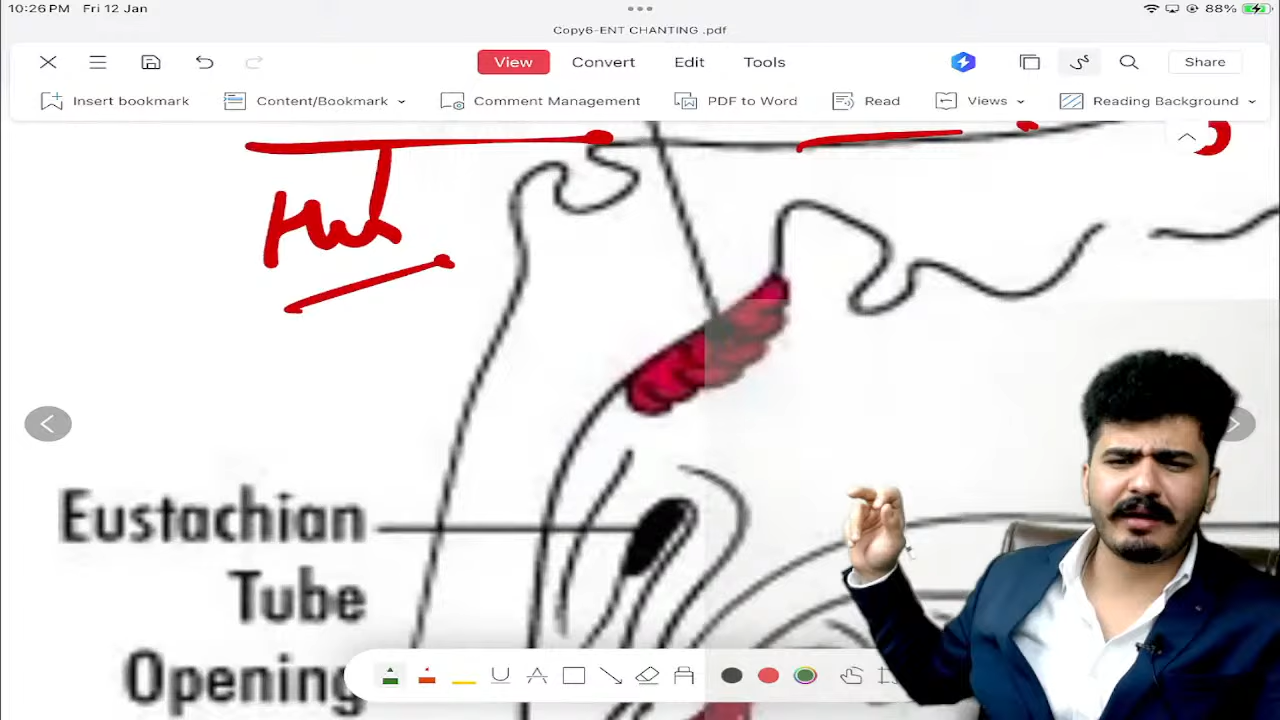 10:26 PM Fri 12 Jan
88%
Copy6-ENT CHANTING .pdf
View Convert Edit Tools Share
Insert bookmark Content/Bookmark Comment Management PDF to Word Read Views Reading Background
Eustachian
Tube
Opening